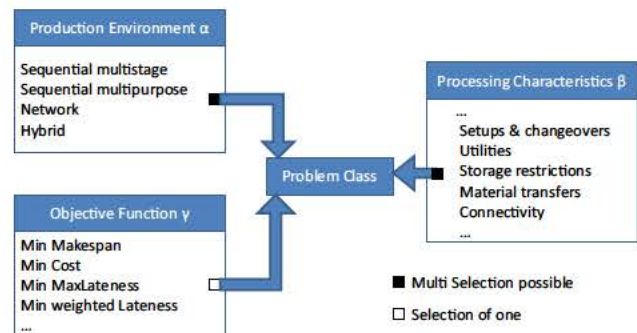 Production Environment α
Sequential multistage
Sequential multipurpose
Network
Hybrid
Objective Function γ
Min Makespan
Min Cost
Min MaxLateness
Min weighted Lateness
...
Problem Class
Processing Characteristics β
...
Setups & changeovers
Utilities
Storage restrictions
Material transfers
Connectivity
...
Multi Selection possible
Selection of one